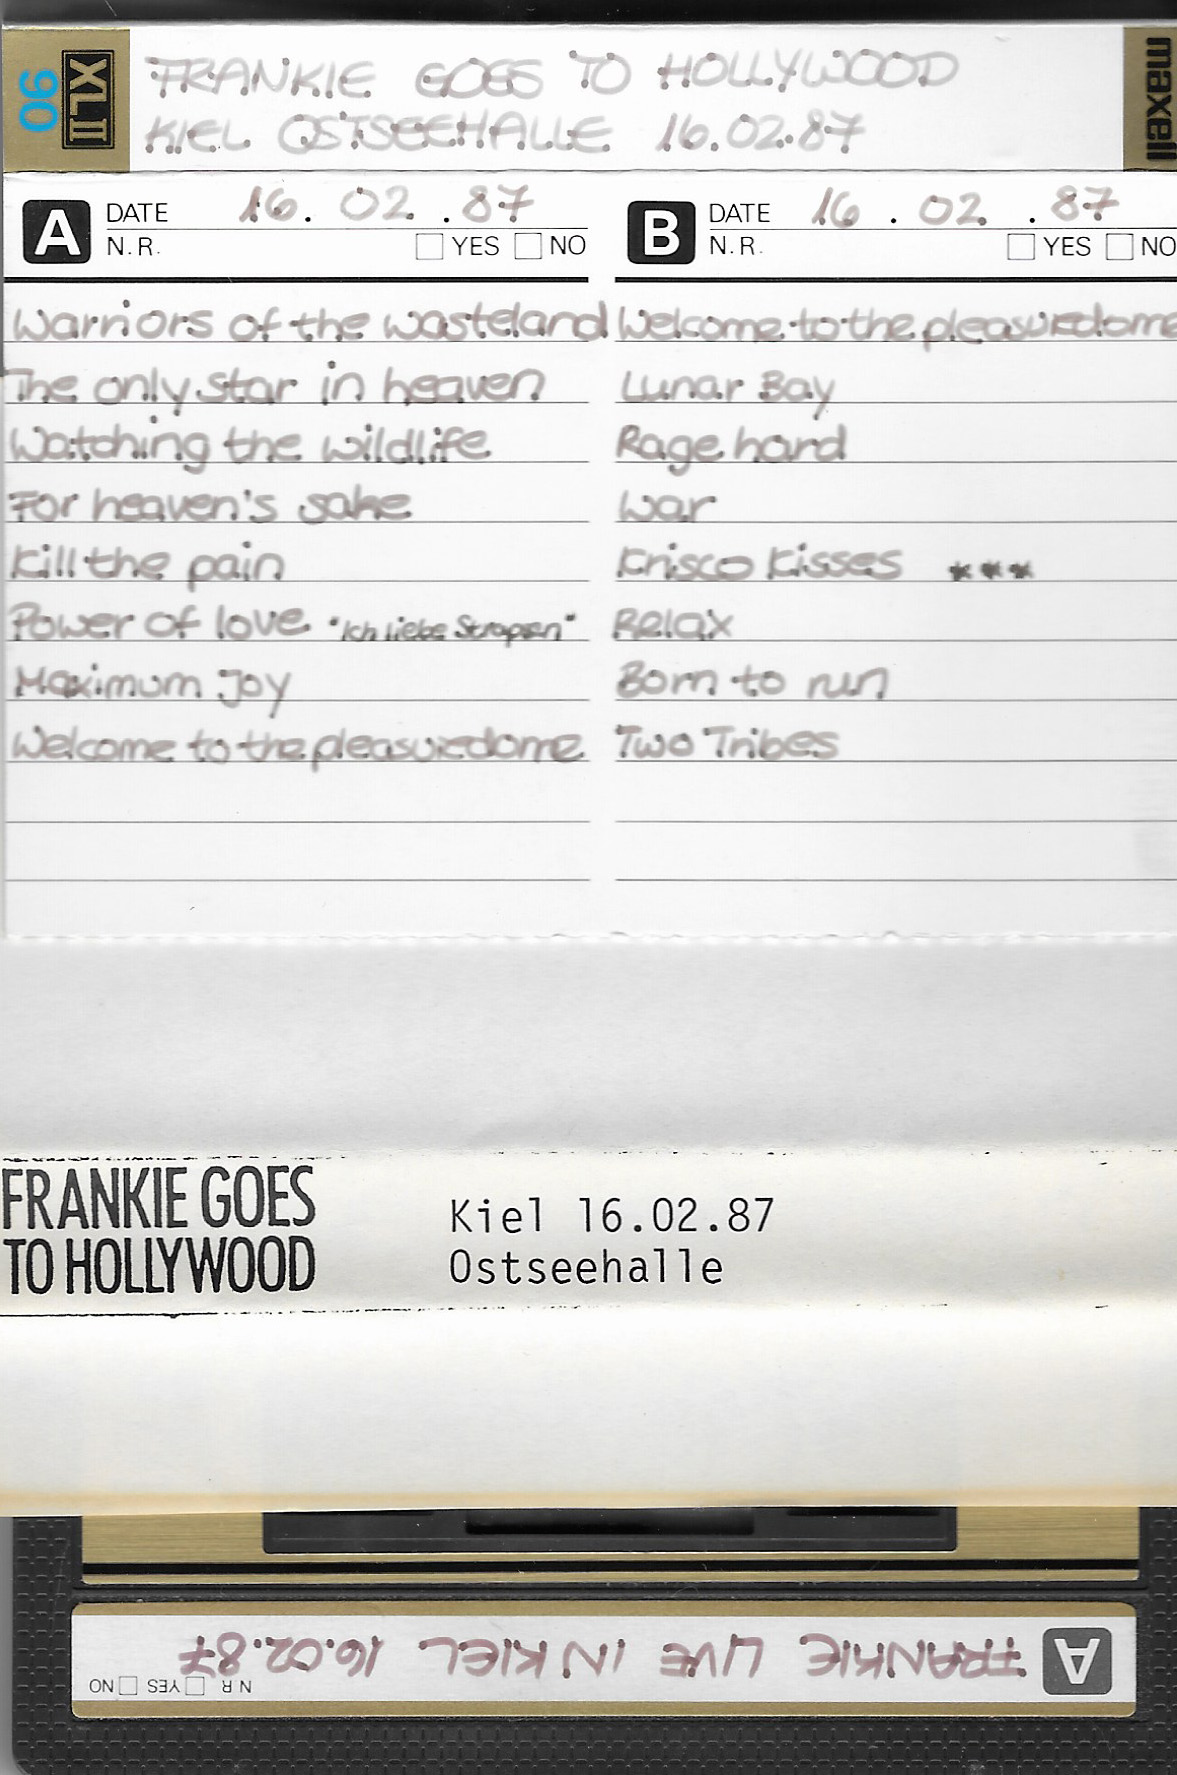 XLII 90
maxell
FRANKIE GOES TO HOLLYWOOD
KIEL OSTSEEHALLE 16.02.87
A DATE 16. 02 .87
N.R. YES NO
Warriors of the wasteland
The only star in heaven
Watching the wildlife
For heaven's sake
Kill the pain
Power of love "Ich liebe Strapsen"
Maximum Joy
Welcome to the pleasuredome
B DATE 16 . 02 . 87
N.R. YES NO
Welcome to the pleasuredome
Lunar Bay
Rage hard
War
Krisco Kisses ***
Relax
Born to run
Two Tribes
FRANKIE GOES
TO HOLLYWOOD
Kiel 16.02.87
Ostseehalle
A FRANKIE LIVE IN KIEL 16.02.87
N R YES NO